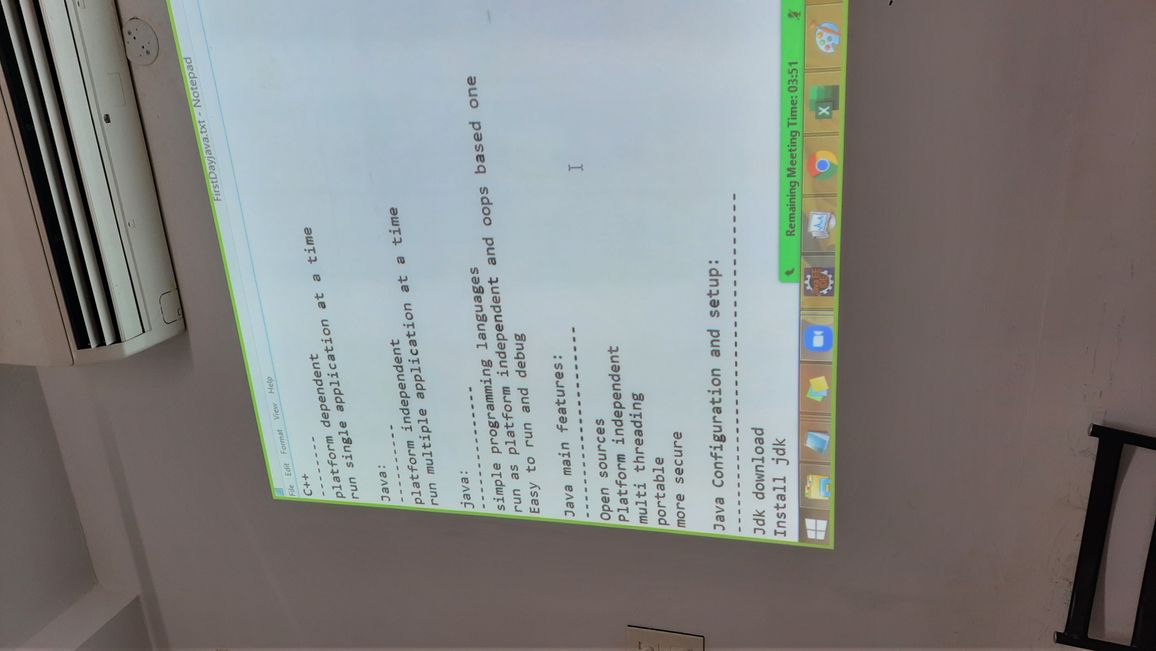 FirstDayjava.txt - Notepad
File Edit Format View Help
C++
--------
platform dependent
run single application at a time
Java:
----------
platform independent
run multiple application at a time
java:
---------------
simple programming languages
run as platform independent and oops based one
Easy to run and debug
Java main features:
-----------------------
Open sources
Platform independent
multi threading
portable
more secure
Java Configuration and setup:
----------------------------------
Jdk download
Install jdk
Remaining Meeting Time: 03:51